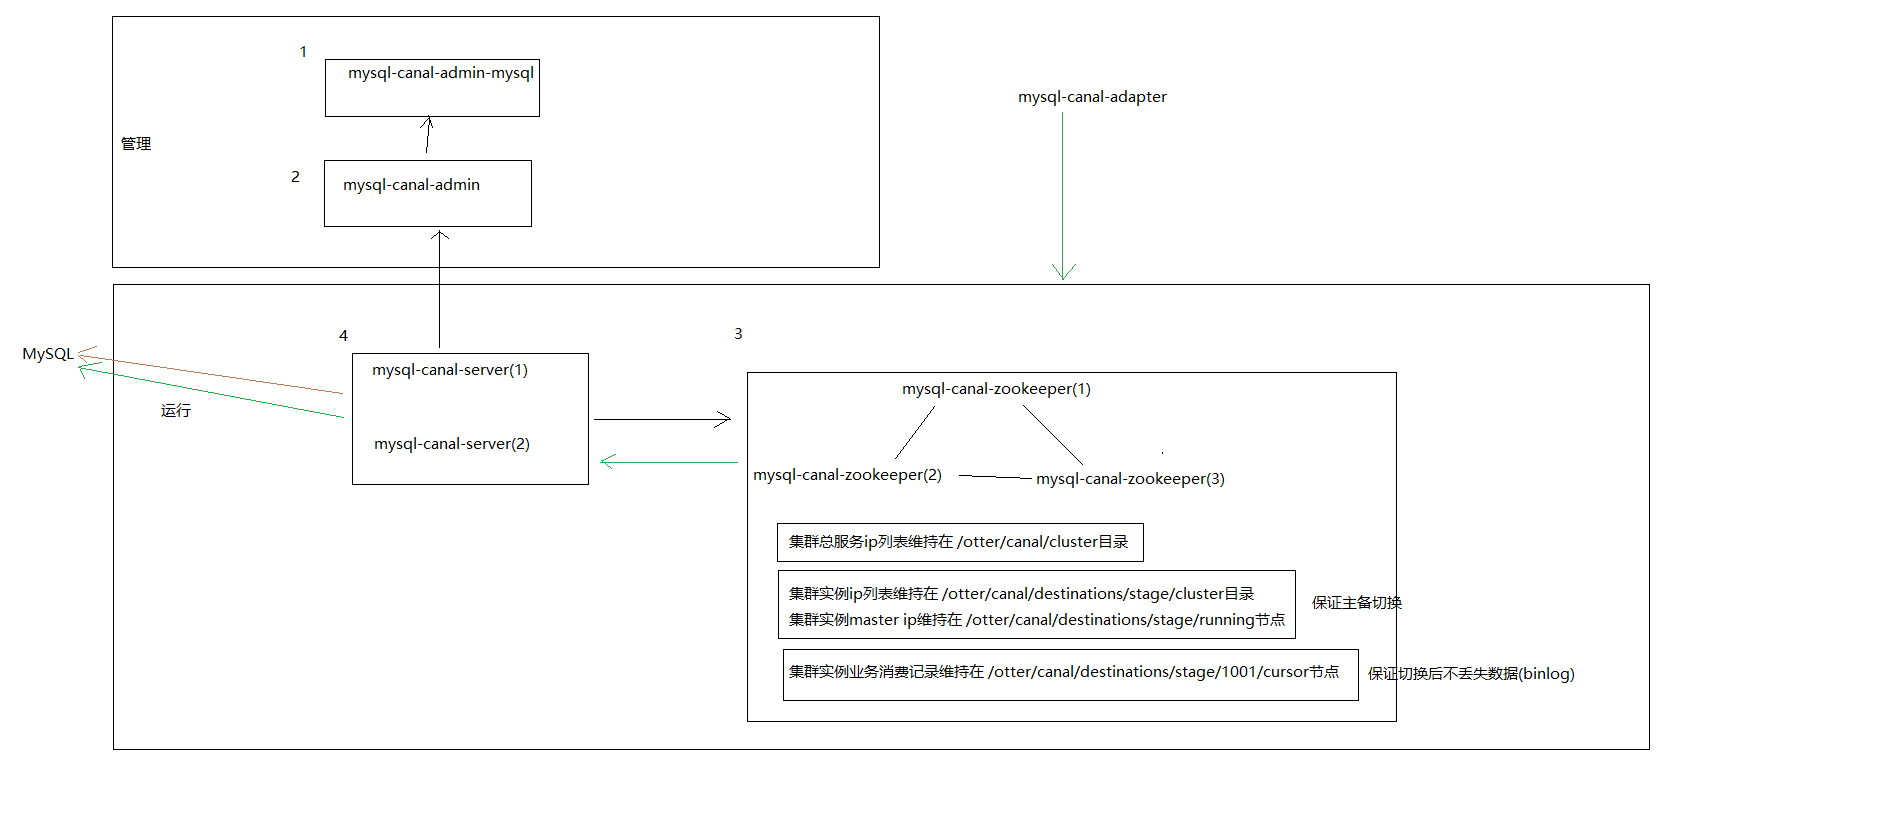 1
mysql-canal-admin-mysql
mysql-canal-adapter
管理
2
mysql-canal-admin
4
3
MySQL
mysql-canal-server(1)
mysql-canal-zookeeper(1)
运行
mysql-canal-server(2)
mysql-canal-zookeeper(2)
mysql-canal-zookeeper(3)
集群总服务ip列表维持在 /otter/canal/cluster目录
集群实例ip列表维持在 /otter/canal/destinations/stage/cluster目录
保证主备切换
集群实例master ip维持在 /otter/canal/destinations/stage/running节点
集群实例业务消费记录维持在 /otter/canal/destinations/stage/1001/cursor节点
保证切换后不丢失数据(binlog)